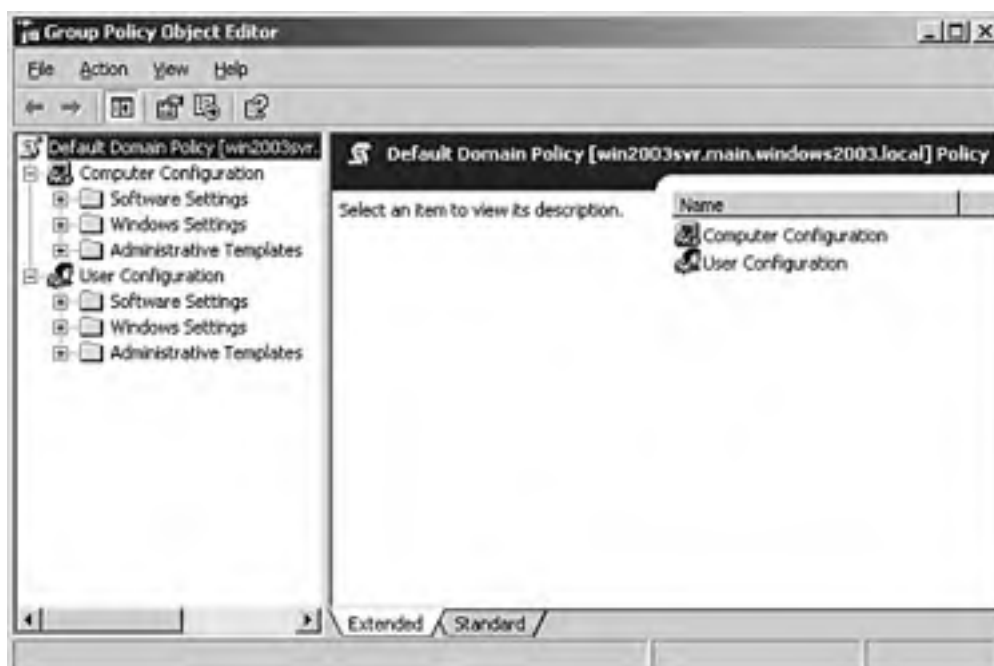 Group Policy Object Editor
File Action View Help
Default Domain Policy [win2003svr.
Computer Configuration
Software Settings
Windows Settings
Administrative Templates
User Configuration
Software Settings
Windows Settings
Administrative Templates
Default Domain Policy [win2003svr.main.windows2003.local] Policy
Select an item to view its description.
Name
Computer Configuration
User Configuration
Extended Standard